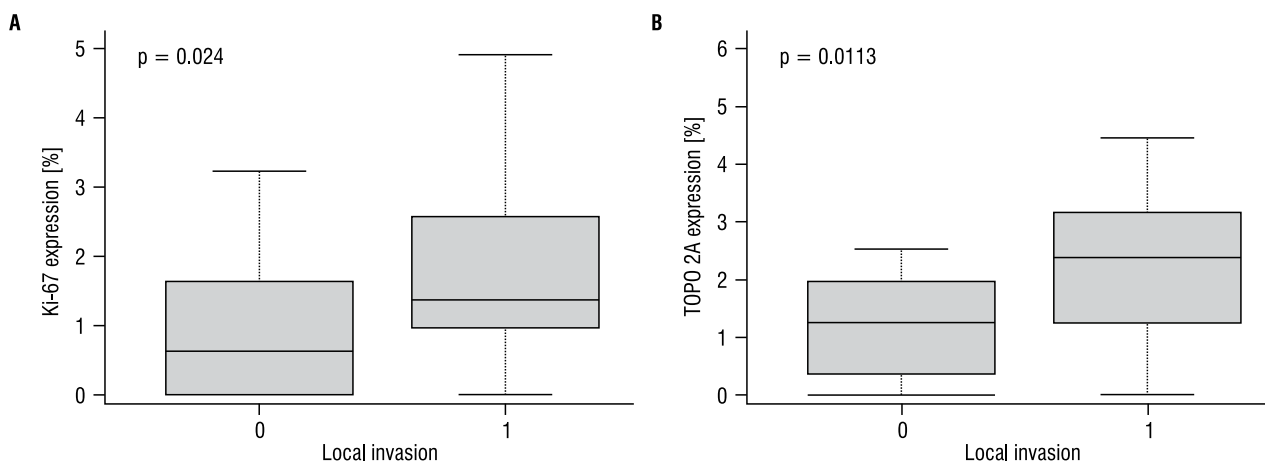 A
p = 0.024
Ki-67 expression [%]
5
4
3
2
1
0
0 1
Local invasion
B
p = 0.0113
TOPO 2A expression [%]
6
5
4
3
2
1
0
0 1
Local invasion